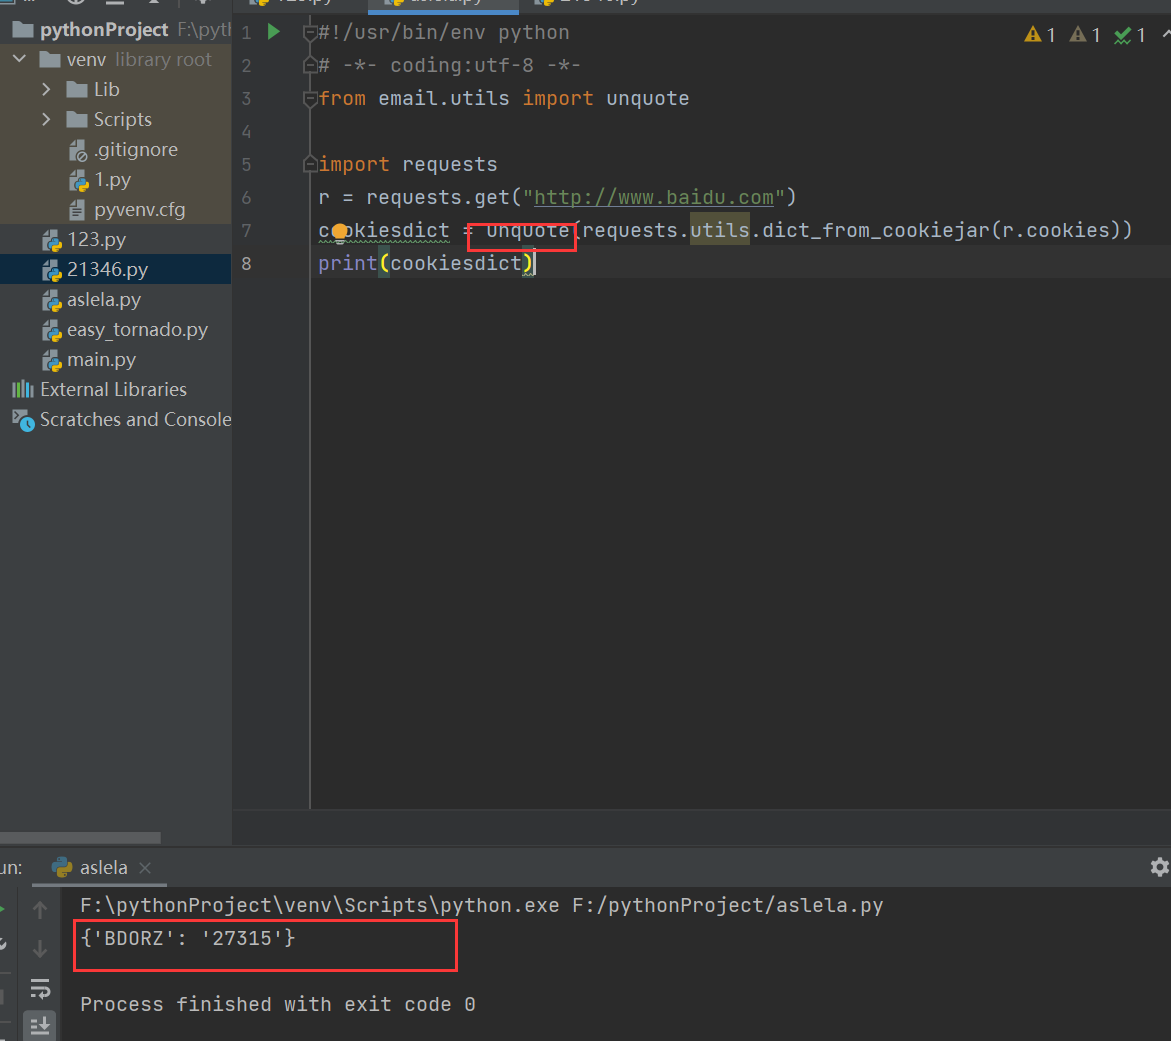 pythonProject F:\pyth
venv library root
Lib
Scripts
.gitignore
1.py
pyvenv.cfg
123.py
21346.py
aslela.py
easy_tornado.py
main.py
External Libraries
Scratches and Console
1 #!/usr/bin/env python
2 # -*- coding:utf-8 -*-
3 from email.utils import unquote
4
5 import requests
6 r = requests.get("http://www.baidu.com")
7 cookiesdict = unquote(requests.utils.dict_from_cookiejar(r.cookies))
8 print(cookiesdict)
1 1 1
un: aslela
F:\pythonProject\venv\Scripts\python.exe F:/pythonProject/aslela.py
{'BDORZ': '27315'}
Process finished with exit code 0